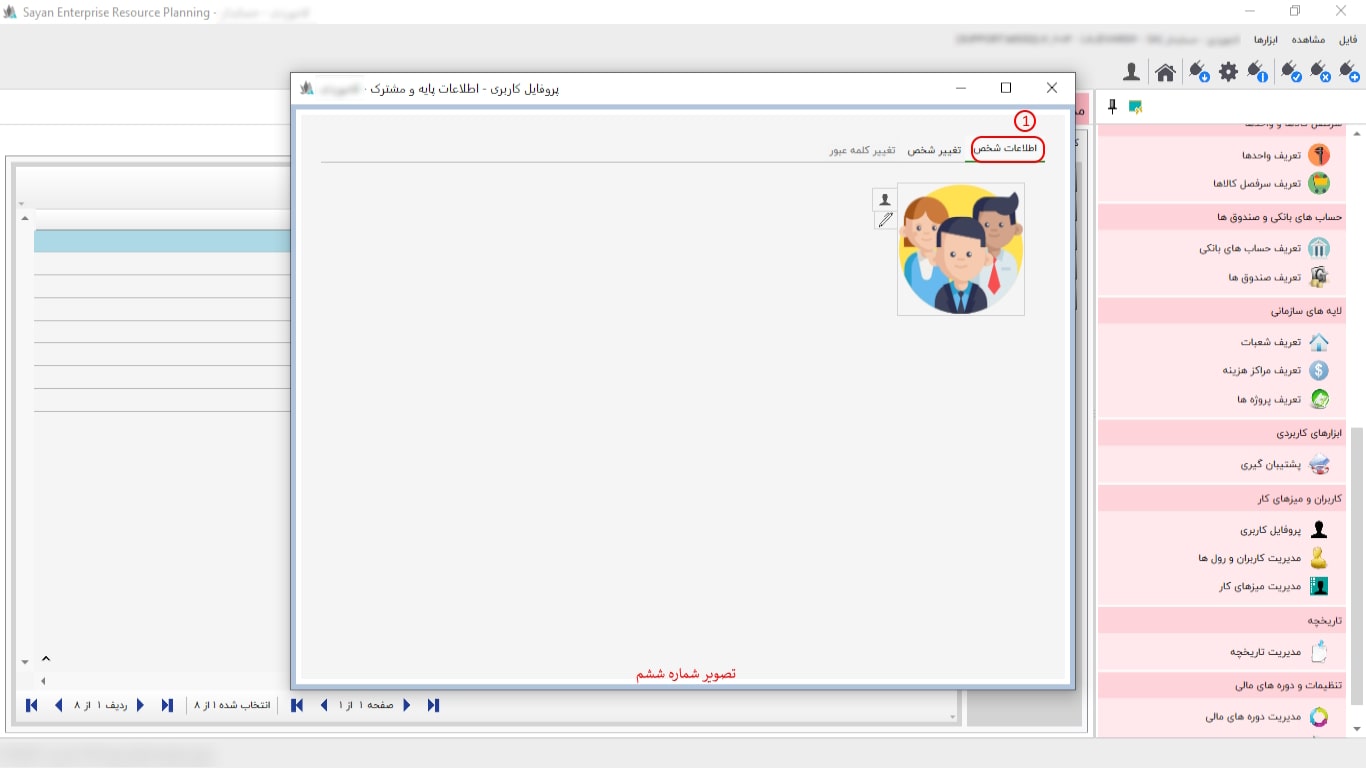 Sayan Enterprise Resource Planning -
فایل مشاهده ابزارها
پروفایل کاربری - اطلاعات پایه و مشترک -
1
اطلاعات شخص تغییر شخص تغییر کلمه عبور
تصویر شماره ششم
سرفصل کالاها و واحدها
تعریف واحدها
تعریف سرفصل کالاها
حساب های بانکی و صندوق ها
تعریف حساب های بانکی
تعریف صندوق ها
لایه های سازمانی
تعریف شعبات
تعریف مراکز هزینه
تعریف پروژه ها
ابزارهای کاربردی
پشتیبان گیری
کاربران و میزهای کار
پروفایل کاربری
مدیریت کاربران و رول ها
مدیریت میزهای کار
تاریخچه
مدیریت تاریخچه
تنظیمات و دوره های مالی
مدیریت دوره های مالی
صفحه ۱ از ۱
انتخاب شده ۱ از ۸
ردیف ۱ از ۸